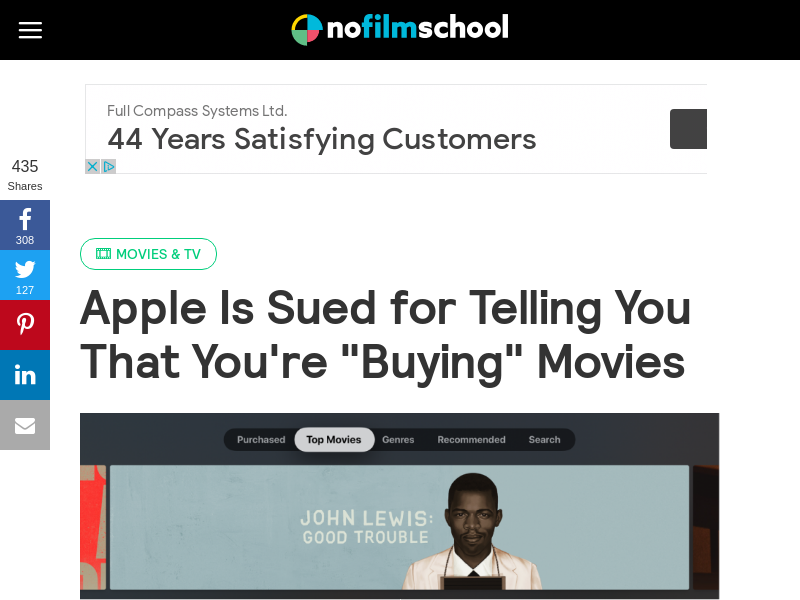 nofilmschool
Full Compass Systems Ltd.
44 Years Satisfying Customers
435
Shares
308
127
MOVIES & TV
Apple Is Sued for Telling You
That You're "Buying" Movies
Purchased Top Movies Genres Recommended Search
JOHN LEWIS:
GOOD TROUBLE